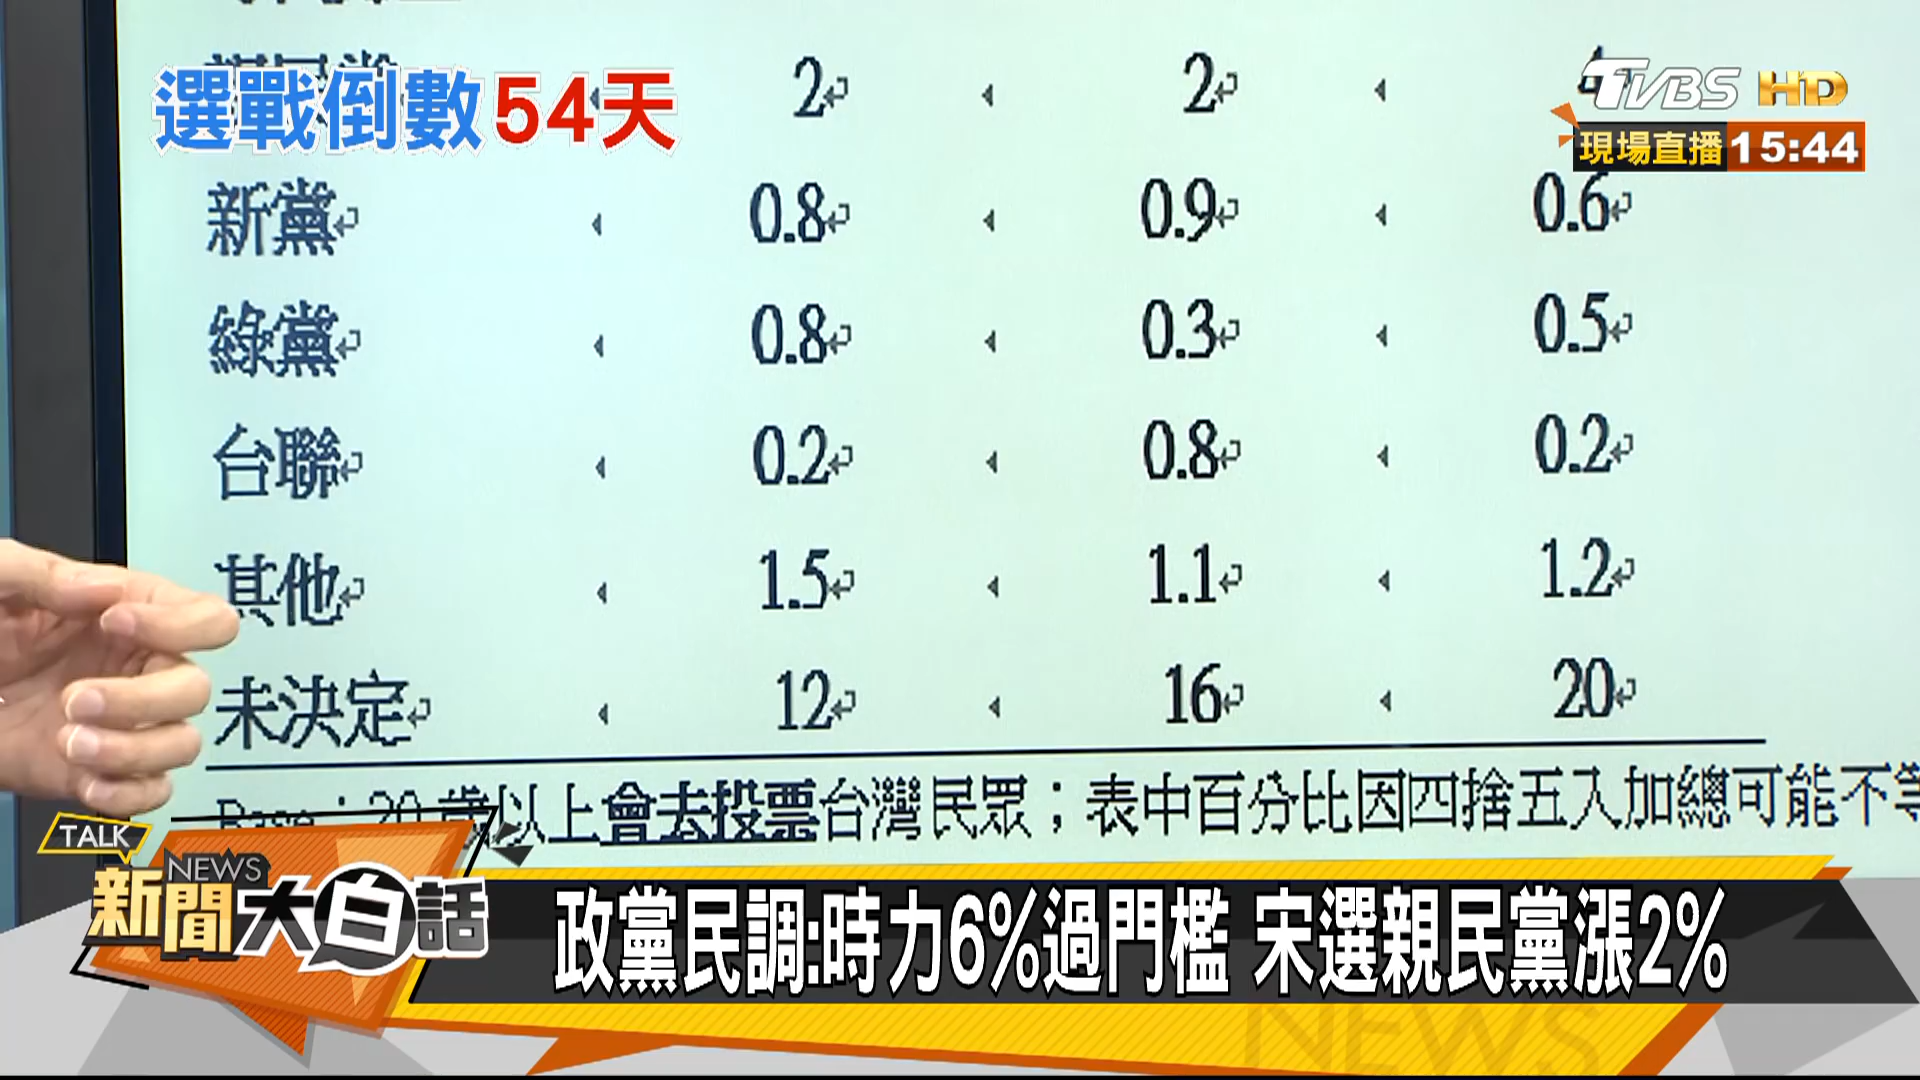 選戰倒數54天
TVBS HD
現場直播 15:44
2 2
新黨 0.8 0.9 0.6
綠黨 0.8 0.3 0.5
台聯 0.2 0.8 0.2
其他 1.5 1.1 1.2
未決定 12 16 20
以上會去投票台灣民眾；表中百分比因四捨五入加總可能不等
TALK
NEWS
新聞大白話
政黨民調:時力6%過門檻 宋選親民黨漲2%
NEWS